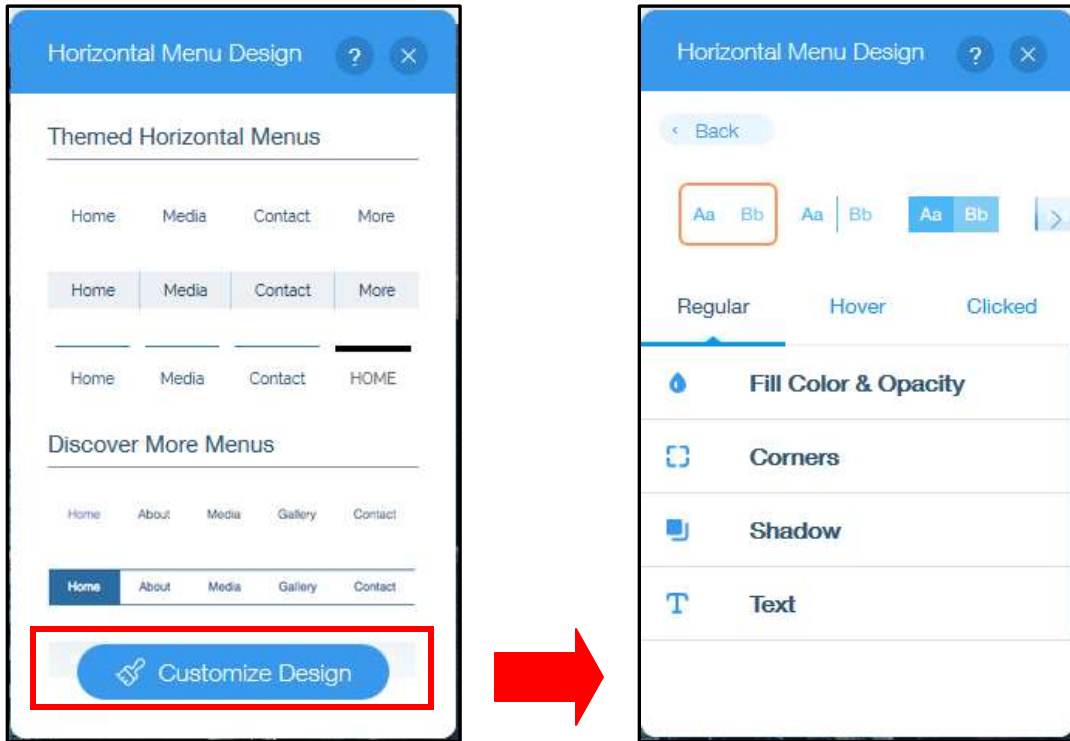 Horizontal Menu Design ?
Themed Horizontal Menus
Home Media Contact More
Home Media Contact More
Home Media Contact HOME
Discover More Menus
Home About Media Gallery Contact
Home About Media Gallery Contact
Customize Design
Horizontal Menu Design ?
Back
Aa Bb Aa Bb Aa Bb
Regular Hover Clicked
Fill Color & Opacity
Corners
Shadow
Text